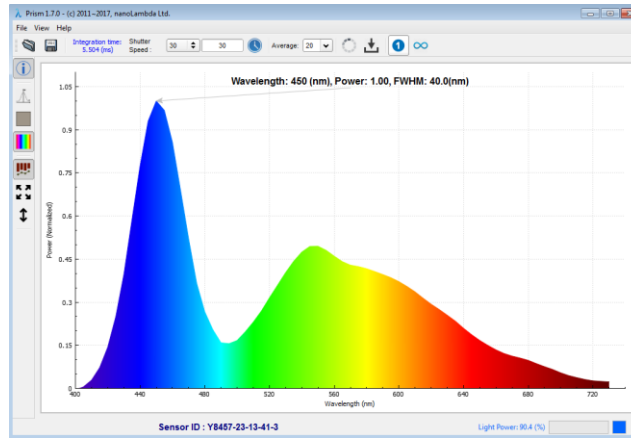 Prism 1.7.0 - (c) 2011~2017, nanoLambda Ltd.
File View Help
Integration time: 5.504 (ms) Shutter Speed : 30 30 Average: 20 1
Wavelength: 450 (nm), Power: 1.00, FWHM: 40.0(nm)
1.05
0.9
0.75
0.6
0.45
0.3
0.15
0
Power (Normalized)
400 440 480 520 560 600 640 680 720
Wavelength (nm)
Sensor ID : Y8457-23-13-41-3 Light Power: 99.4 (%)